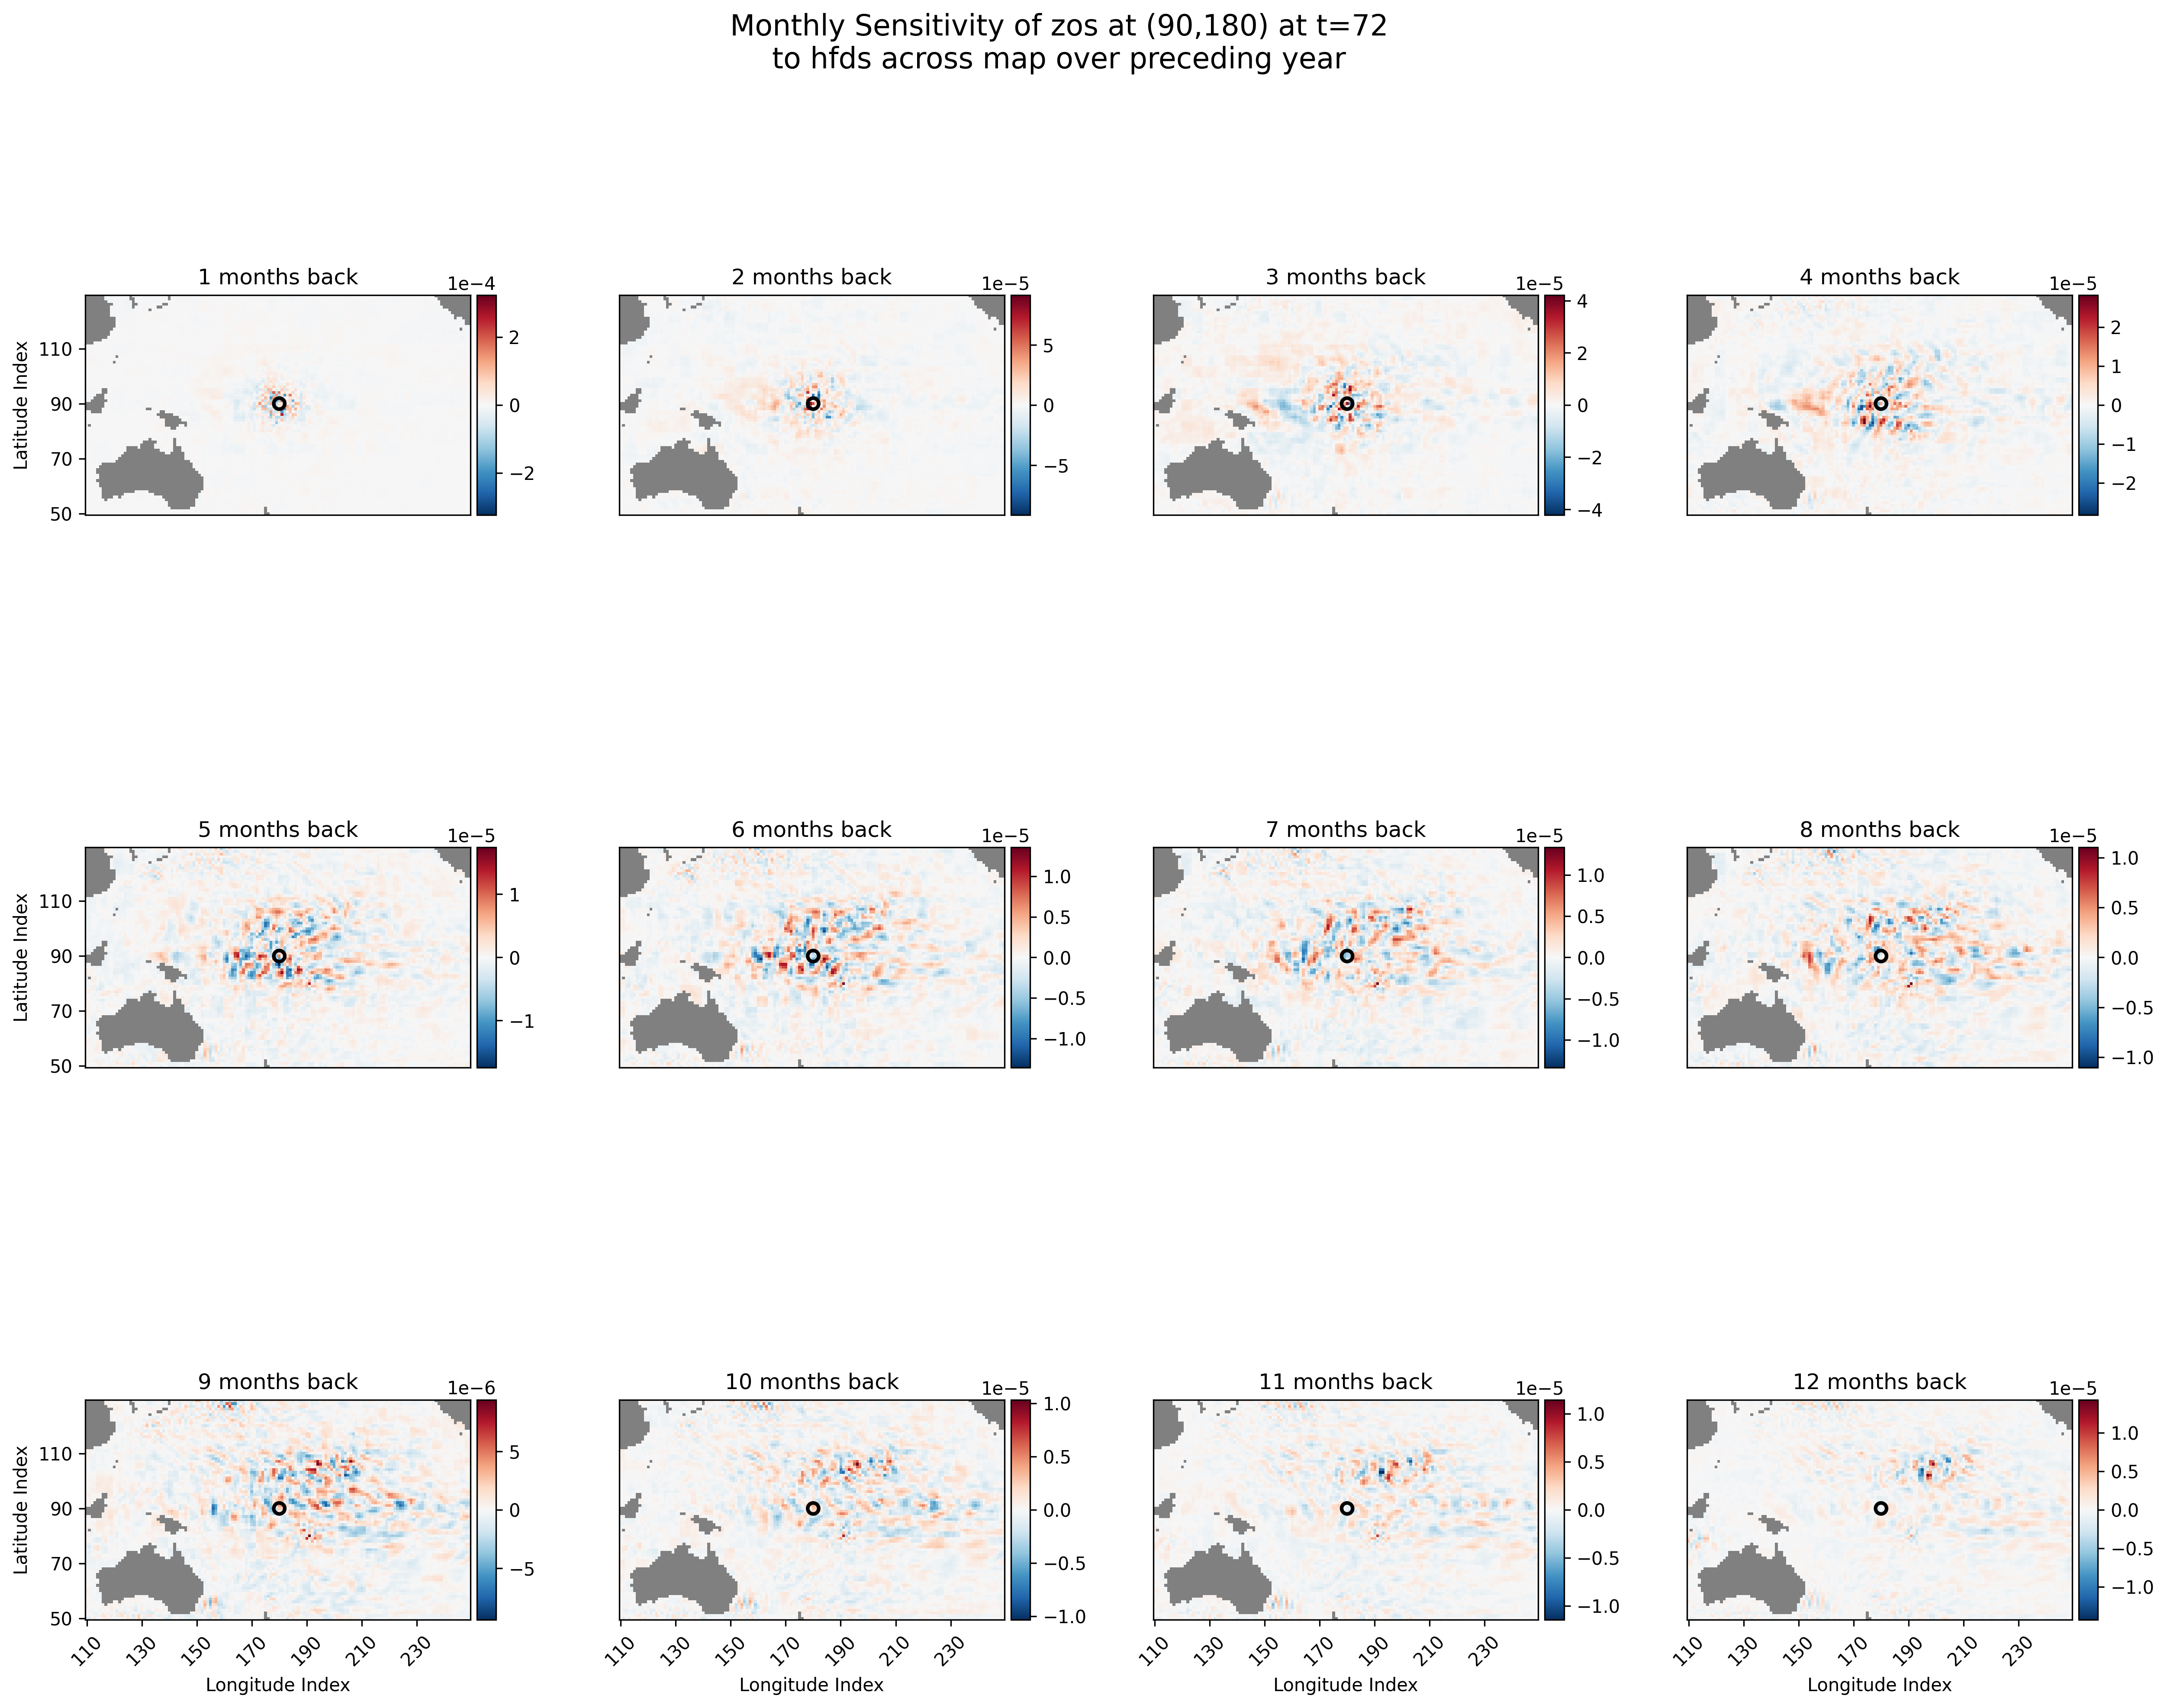 Monthly Sensitivity of zos at (90,180) at t=72
to hfds across map over preceding year
1 months back
1e−4
2 months back
1e−5
3 months back
1e−5
4 months back
1e−5
Latitude Index
110
90
70
50
2
0
−2
5
0
−5
4
2
0
−2
−4
2
1
0
−1
−2
5 months back
1e−5
6 months back
1e−5
7 months back
1e−5
8 months back
1e−5
Latitude Index
110
90
70
50
1
0
−1
1.0
0.5
0.0
−0.5
−1.0
1.0
0.5
0.0
−0.5
−1.0
1.0
0.5
0.0
−0.5
−1.0
9 months back
1e−6
10 months back
1e−5
11 months back
1e−5
12 months back
1e−5
Latitude Index
110
90
70
50
5
0
−5
1.0
0.5
0.0
−0.5
−1.0
1.0
0.5
0.0
−0.5
−1.0
1.0
0.5
0.0
−0.5
−1.0
110 130 150 170 190 210 230
110 130 150 170 190 210 230
110 130 150 170 190 210 230
110 130 150 170 190 210 230
Longitude Index
Longitude Index
Longitude Index
Longitude Index